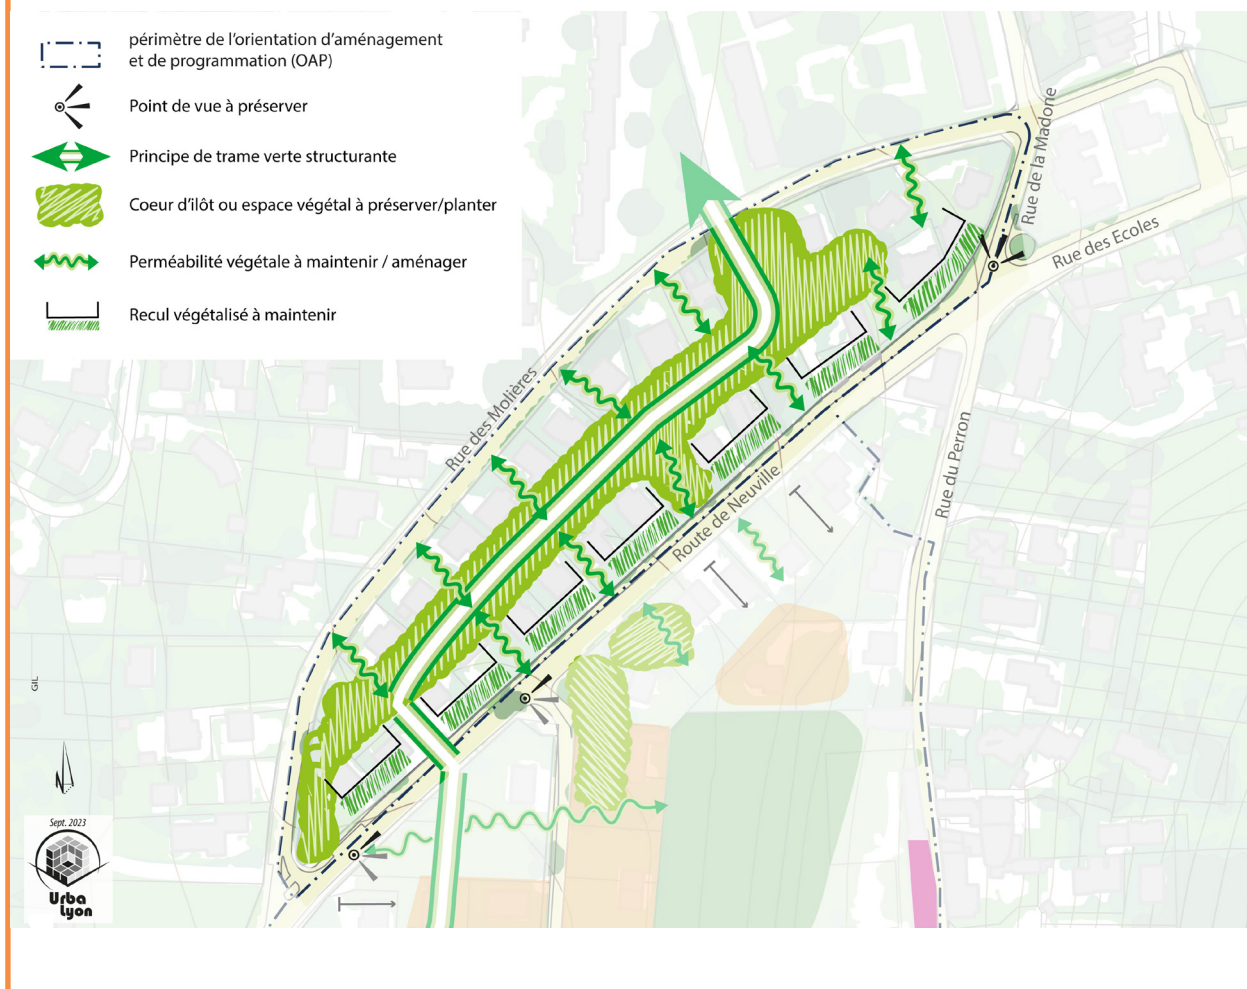 périmètre de l'orientation d'aménagement
et de programmation (OAP)
Point de vue à préserver
Principe de trame verte structurante
Coeur d'ilôt ou espace végétal à préserver/planter
Perméabilité végétale à maintenir / aménager
Recul végétalisé à maintenir
Rue de la Madone
Rue des Ecoles
Rue des Molières
Rue du Perron
Route de Neuville
GIL
N
Sept. 2023
Urba
Lyon